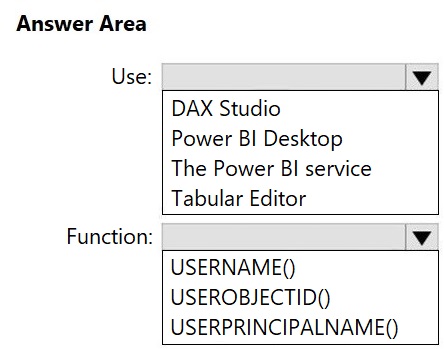 Answer Area
Use:
DAX Studio
Power BI Desktop
The Power BI service
Tabular Editor
Function:
USERNAME()
USEROBJECTID()
USERPRINCIPALNAME()